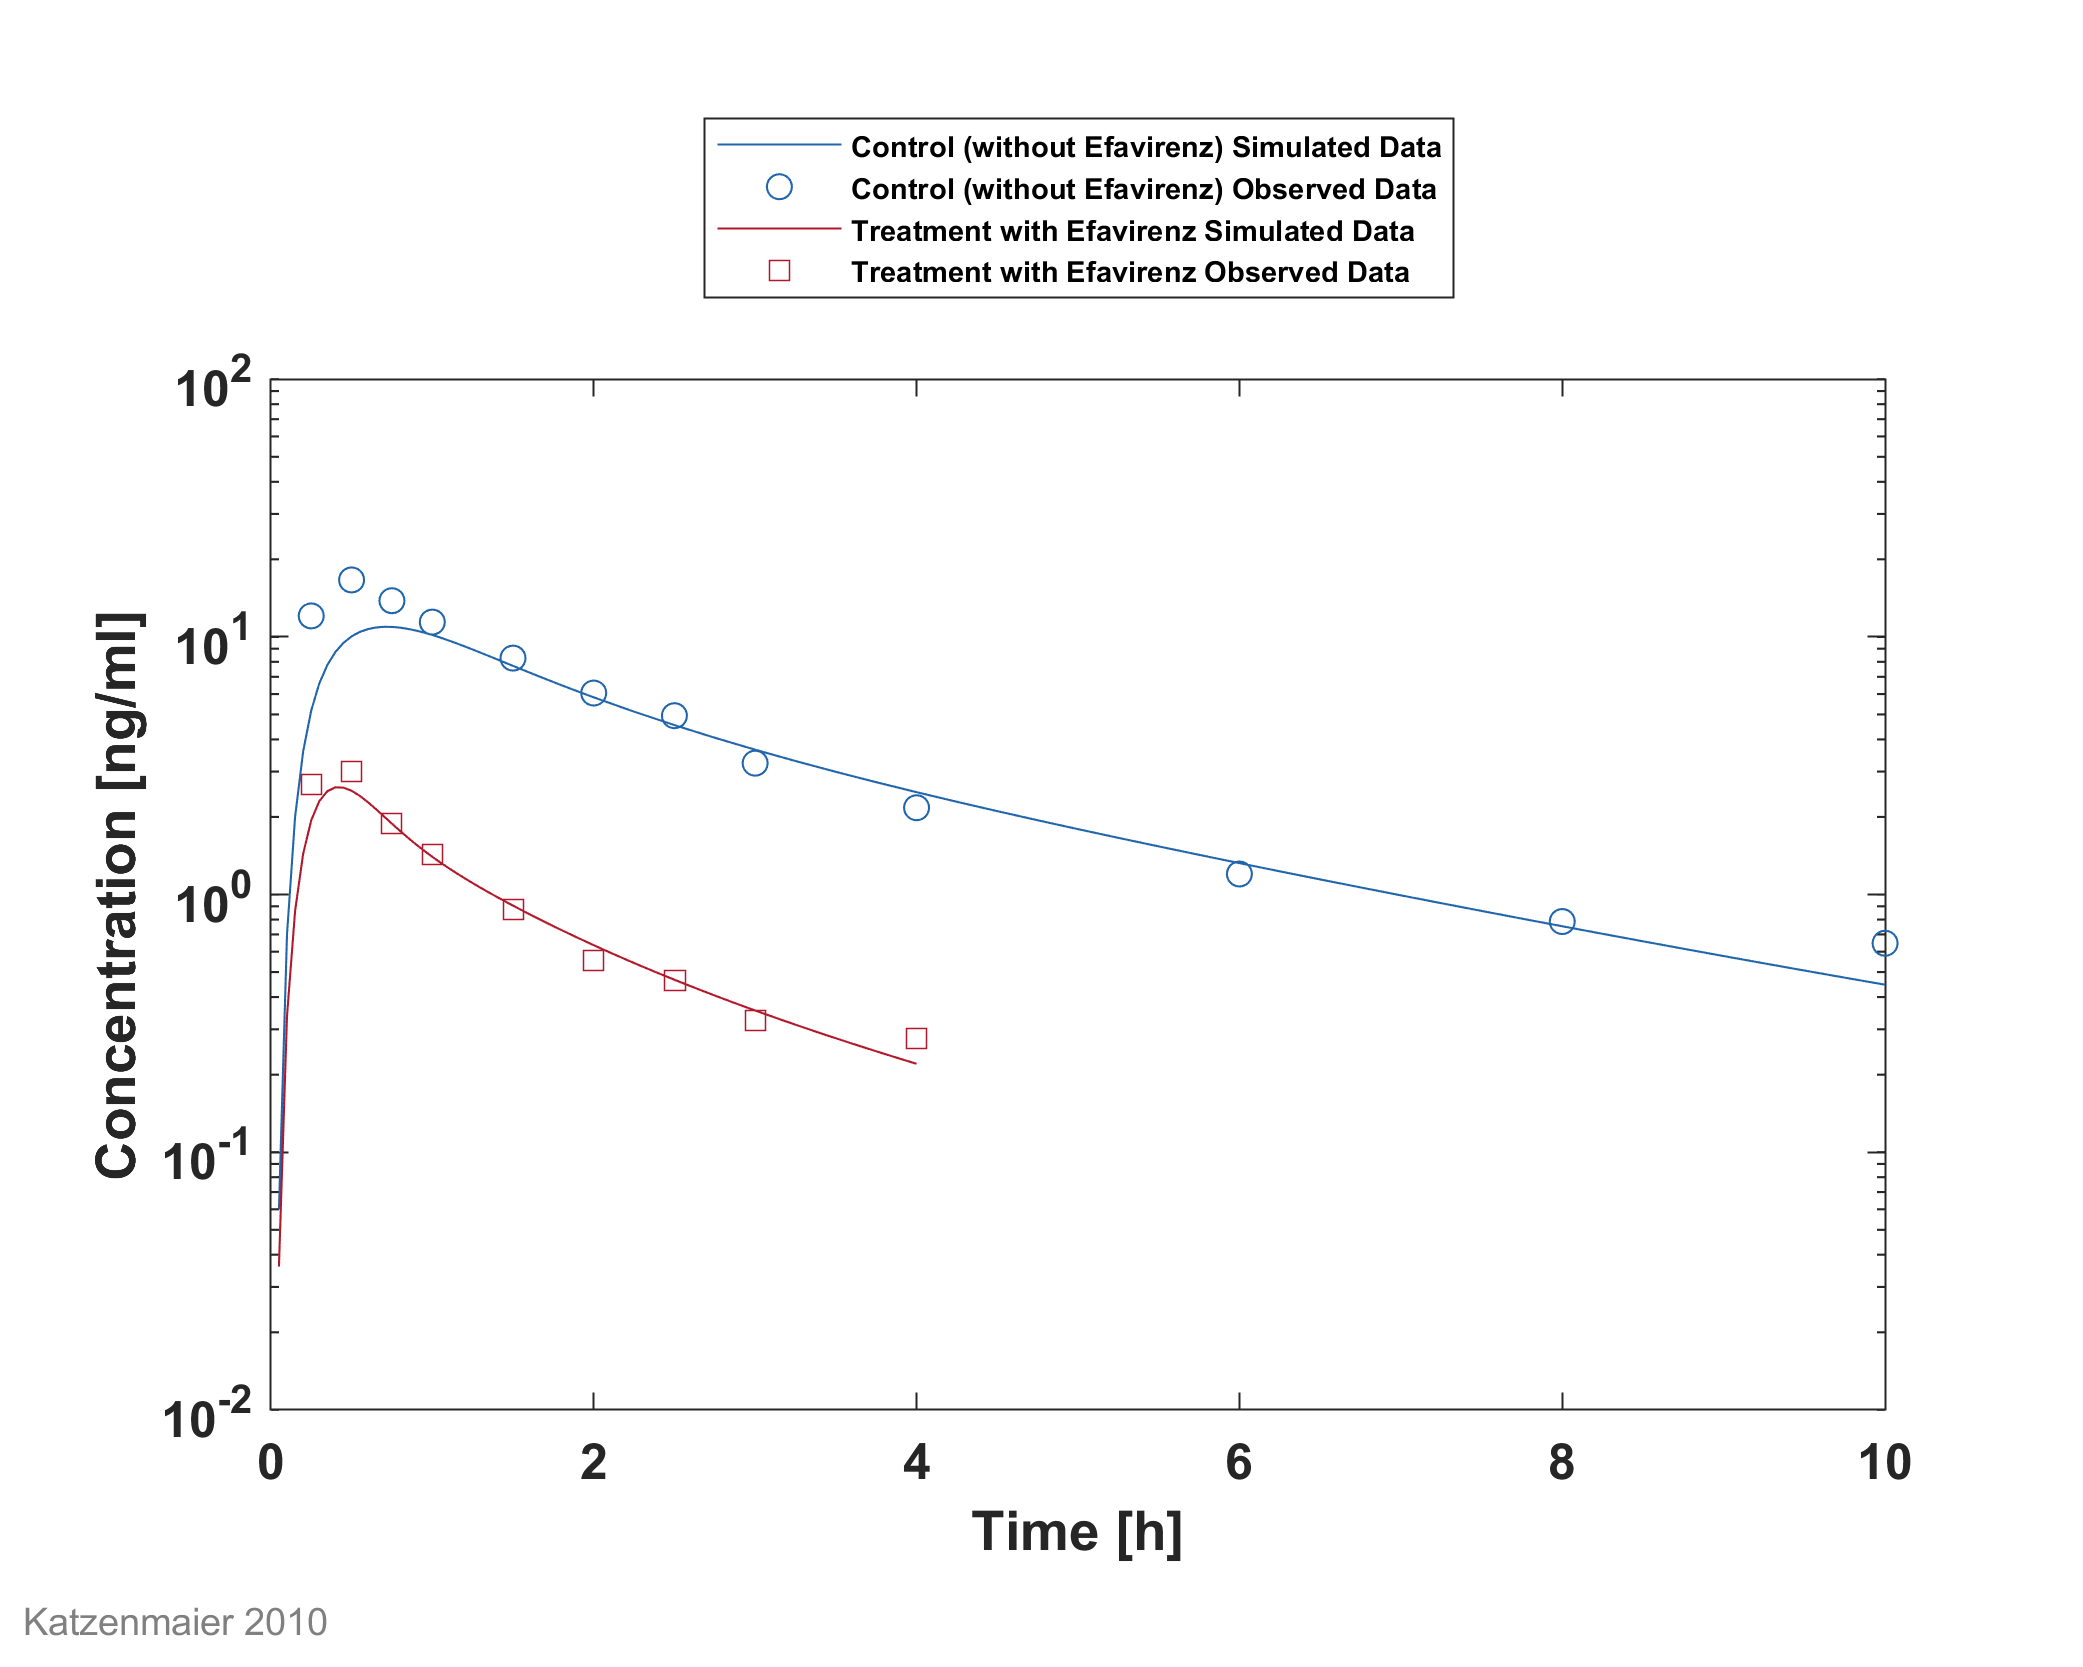 Control (without Efavirenz) Simulated Data
Control (without Efavirenz) Observed Data
Treatment with Efavirenz Simulated Data
Treatment with Efavirenz Observed Data
10^2
10^1
10^0
10^-1
10^-2
Concentration [ng/ml]
0 2 4 6 8 10
Time [h]
Katzenmaier 2010